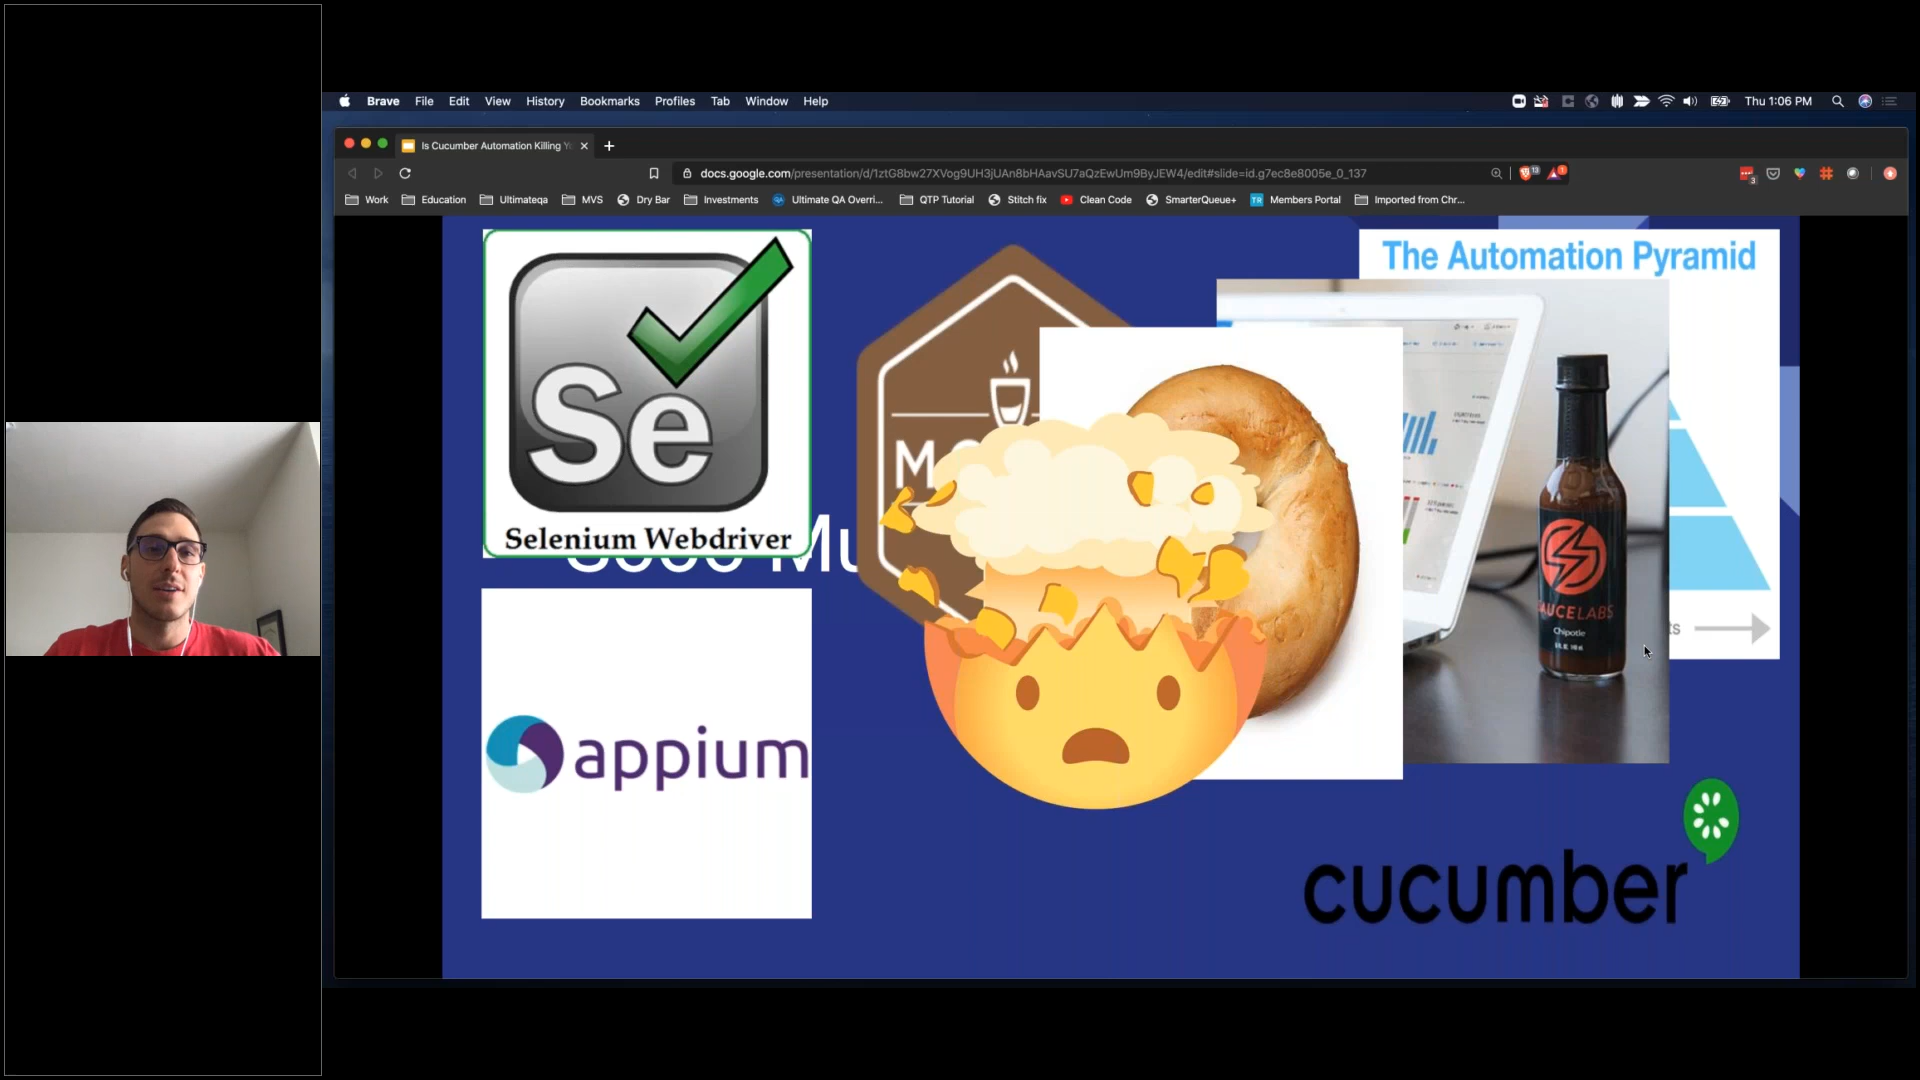 Brave File Edit View History Bookmarks Profiles Tab Window Help
Thu 1:06 PM
Is Cucumber Automation Killing Y
docs.google.com/presentation/d/1ztG8bw27XVog9UH3jUAn8bHAavSU7aQzEwUm9ByJEW4/edit#slide=id.g7ec8e8005e_0_137
Work Education Ultimateqa MVS Dry Bar Investments Ultimate QA Overri... QTP Tutorial Stitch fix Clean Code SmarterQueue+ Members Portal Imported from Chr...
The Automation Pyramid
Se
Selenium Webdriver
appium
SAUCELABS
Chipotle
cucumber